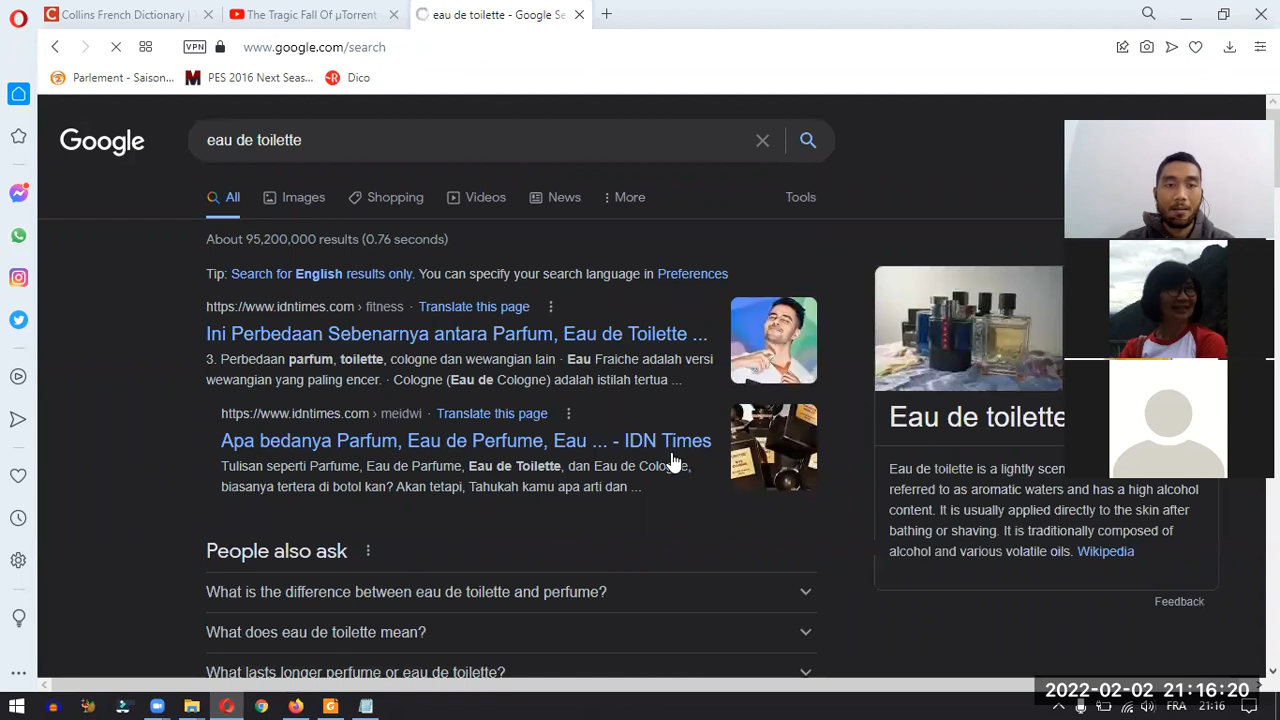 Collins French Dictionary |
The Tragic Fall Of µTorrent
eau de toilette - Google Se
VPN
www.google.com/search
Parlement - Saison...
PES 2016 Next Seas...
Dico
Google
eau de toilette
All
Images
Shopping
Videos
News
More
Tools
About 95,200,000 results (0.76 seconds)
Tip: Search for English results only. You can specify your search language in Preferences
https://www.idntimes.com › fitness · Translate this page
Ini Perbedaan Sebenarnya antara Parfum, Eau de Toilette ...
3. Perbedaan parfum, toilette, cologne dan wewangian lain · Eau Fraiche adalah versi
wewangian yang paling encer. · Cologne (Eau de Cologne) adalah istilah tertua ...
https://www.idntimes.com › meidwi · Translate this page
Apa bedanya Parfum, Eau de Perfume, Eau ... - IDN Times
Tulisan seperti Parfume, Eau de Parfume, Eau de Toilette, dan Eau de Cologne,
biasanya tertera di botol kan? Akan tetapi, Tahukah kamu apa arti dan ...
People also ask
What is the difference between eau de toilette and perfume?
What does eau de toilette mean?
What lasts longer perfume or eau de toilette?
Eau de toilette
Eau de toilette is a lightly scen
referred to as aromatic waters and has a high alcohol
content. It is usually applied directly to the skin after
bathing or shaving. It is traditionally composed of
alcohol and various volatile oils. Wikipedia
Feedback
2022-02-02 21:16:20
FRA
21:16